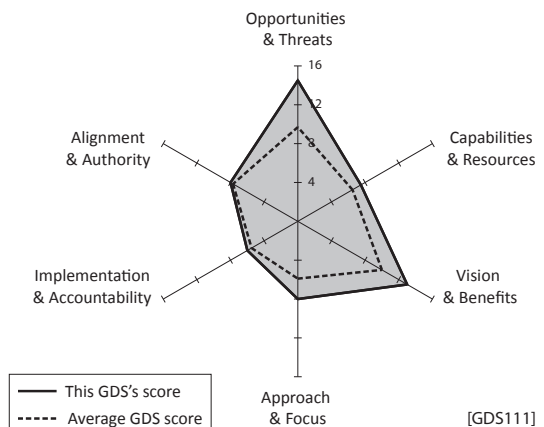 Opportunities
& Threats
16
12
8
4
Alignment
& Authority
Capabilities
& Resources
Implementation
& Accountability
Vision
& Benefits
Approach
& Focus
This GDS's score
Average GDS score
[GDS111]